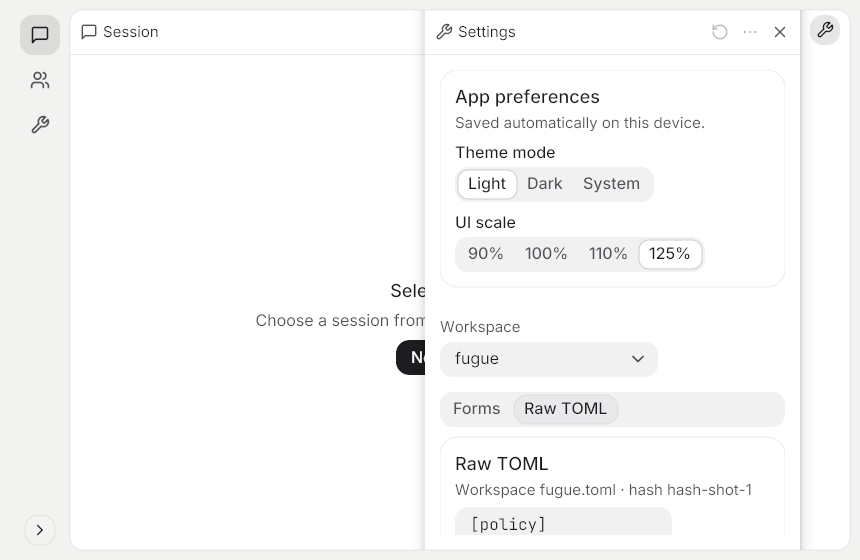 Session
Settings
App preferences
Saved automatically on this device.
Theme mode
Light Dark System
UI scale
90% 100% 110% 125%
Choose a session from
Workspace
fugue
Forms Raw TOML
Raw TOML
Workspace fugue.toml · hash hash-shot-1
[policy]